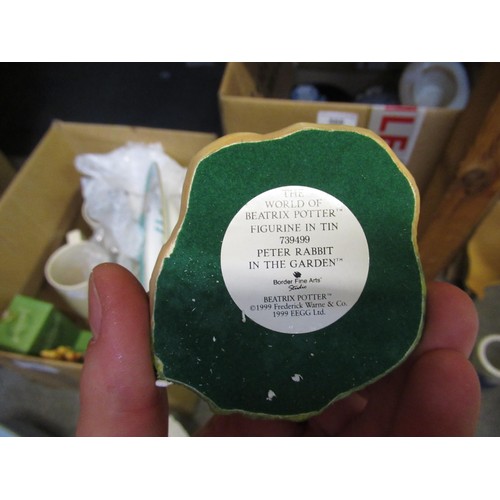 THE
WORLD OF
BEATRIX POTTER™
FIGURINE IN TIN
739499
PETER RABBIT
IN THE GARDEN™
Border Fine Arts
Studio
BEATRIX POTTER™
©1999 Frederick Warne & Co.
1999 EEGG Ltd.
LE